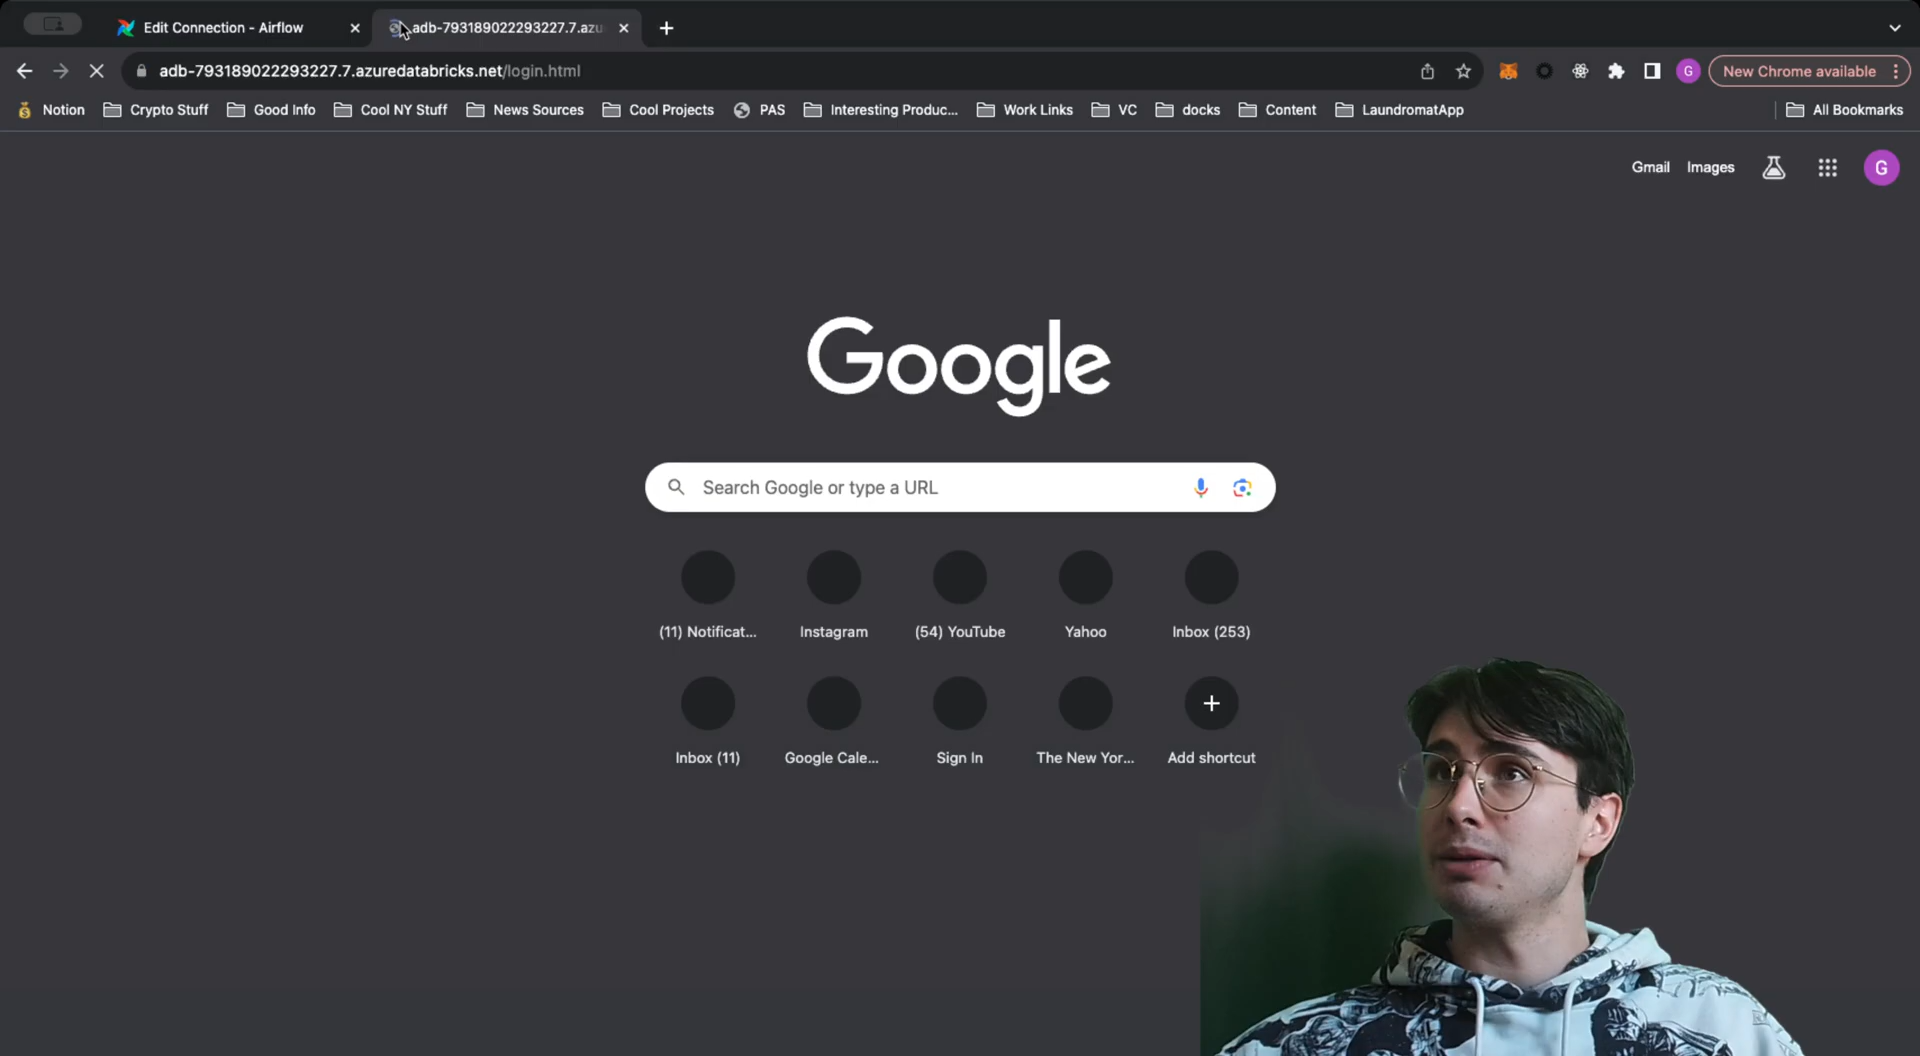 Edit Connection - Airflow
adb-793189022293227.7.azu
adb-793189022293227.7.azuredatabricks.net/login.html
G
New Chrome available
Notion
Crypto Stuff
Good Info
Cool NY Stuff
News Sources
Cool Projects
PAS
Interesting Produc...
Work Links
VC
docks
Content
LaundromatApp
All Bookmarks
Gmail
Images
G
Google
Search Google or type a URL
(11) Notificat...
Instagram
(54) YouTube
Yahoo
Inbox (253)
Inbox (11)
Google Cale...
Sign In
The New Yor...
Add shortcut